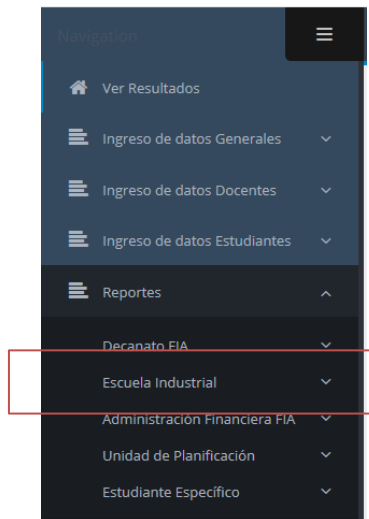 Navigation
Ver Resultados
Ingreso de datos Generales
Ingreso de datos Docentes
Ingreso de datos Estudiantes
Reportes
Decanato FIA
Escuela Industrial
Administración Financiera FIA
Unidad de Planificación
Estudiante Específico